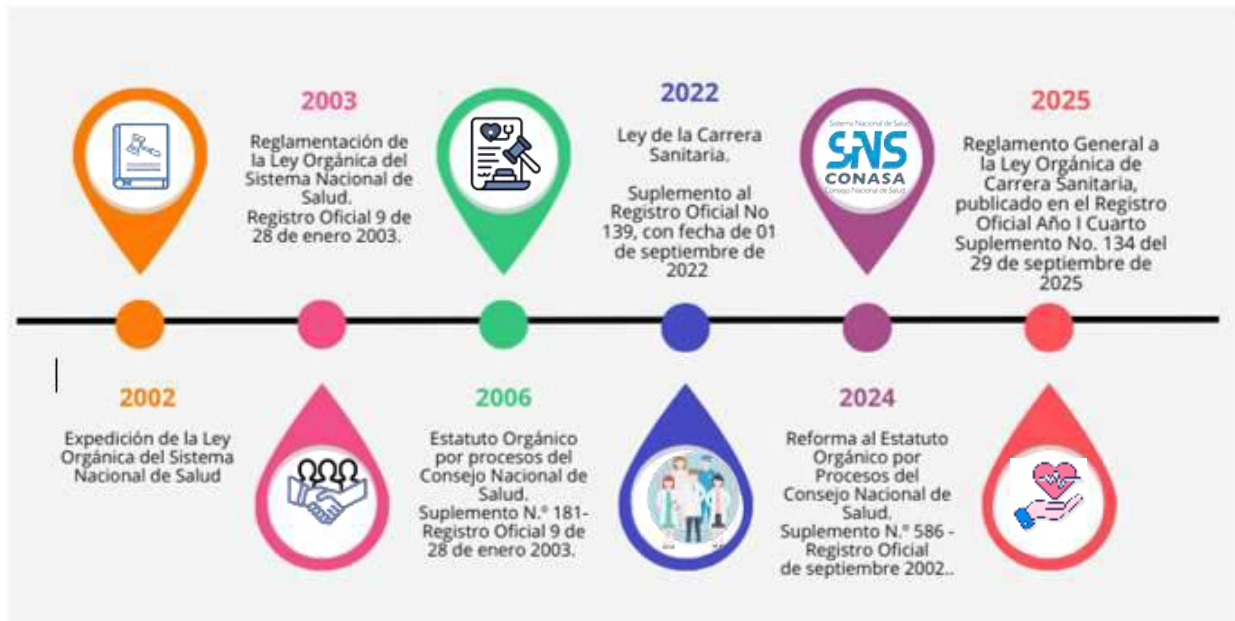 2002
Expedición de la Ley
Orgánica del Sistema
Nacional de Salud
2003
Reglamentación de
la Ley Orgánica del
Sistema Nacional de
Salud.
Registro Oficial 9 de
28 de enero 2003.
2006
Estatuto Orgánico
por procesos del
Consejo Nacional de
Salud.
Suplemento N.º 181-
Registro Oficial 9 de
28 de enero 2003.
2022
Ley de la Carrera
Sanitaria.
Suplemento al
Registro Oficial No
139, con fecha de 01
de septiembre de
2022
Sistema Nacional de Salud
SNS
CONASA
Consejo Nacional de Salud
2024
Reforma al Estatuto
Orgánico por
Procesos del
Consejo Nacional de
Salud.
Suplemento N.º 586 -
Registro Oficial
de septiembre 2002..
2025
Reglamento General a
la Ley Orgánica de
Carrera Sanitaria,
publicado en el Registro
Oficial Año I Cuarto
Suplemento No. 134 del
29 de septiembre de
2025